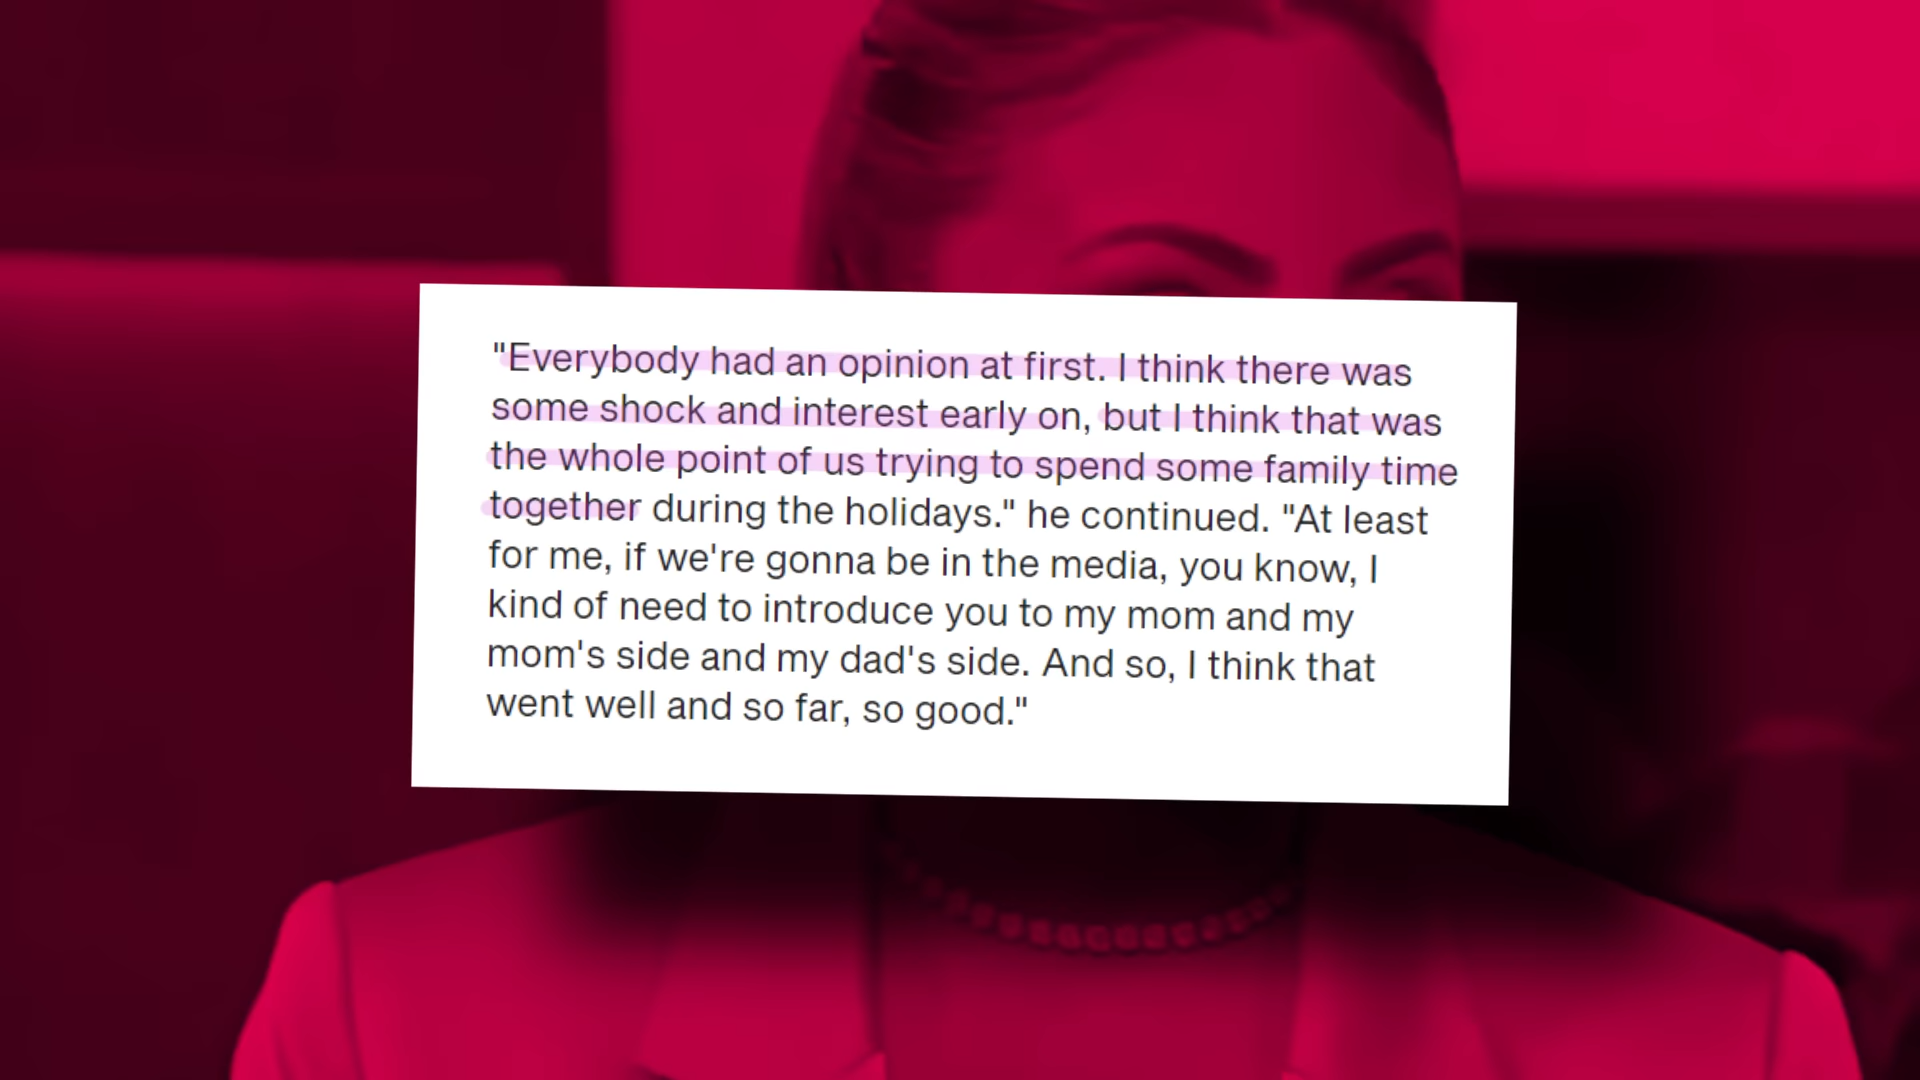 "Everybody had an opinion at first. I think there was
some shock and interest early on, but I think that was
the whole point of us trying to spend some family time
together during the holidays." he continued. "At least
for me, if we're gonna be in the media, you know, I
kind of need to introduce you to my mom and my
mom's side and my dad's side. And so, I think that
went well and so far, so good."